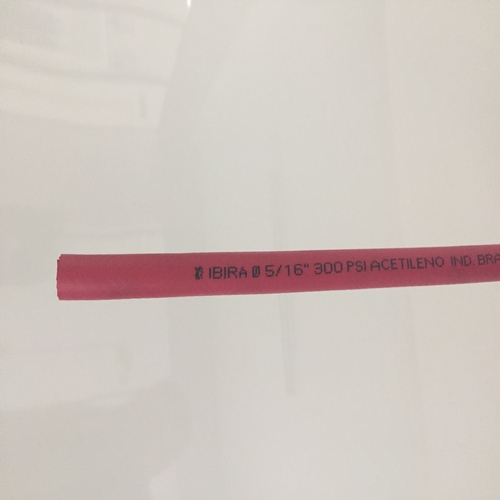 IBIRA Ø 5/16" 300 PSI ACETILENO IND. BRA